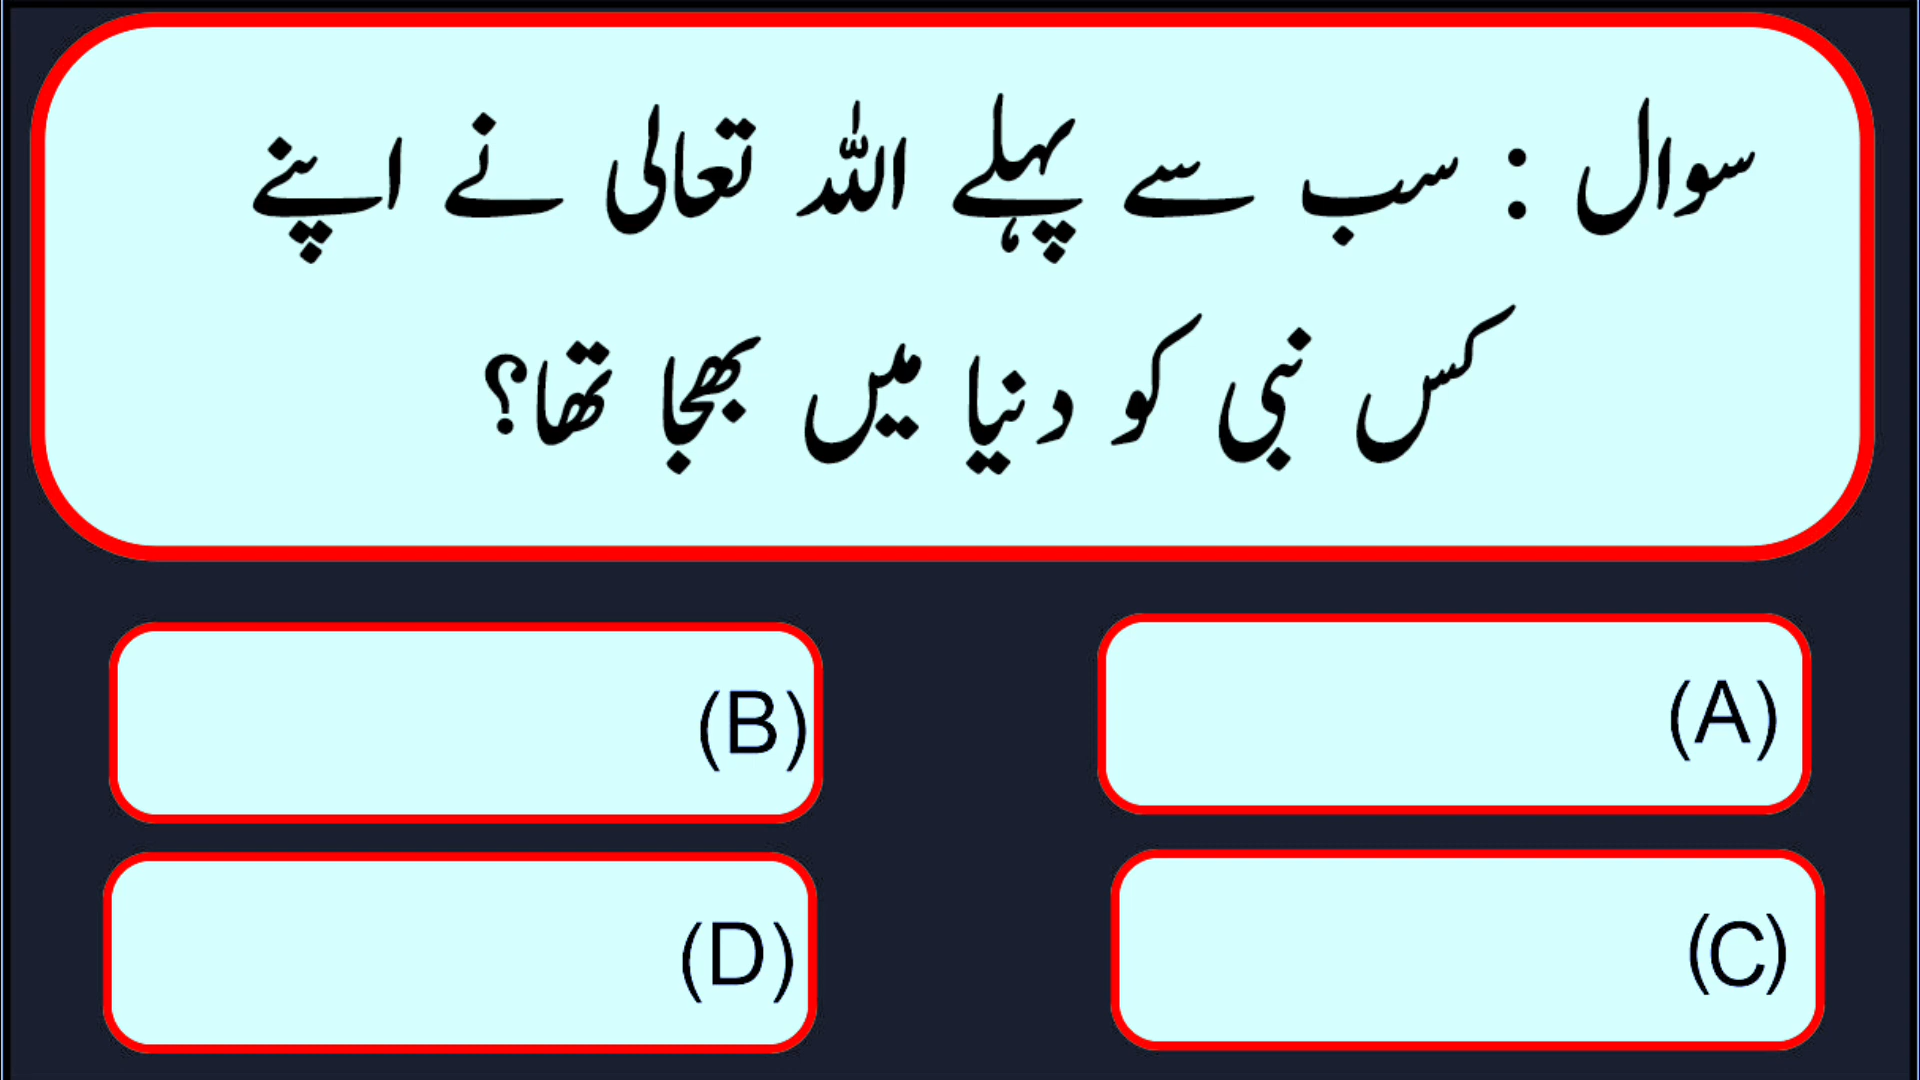 سوال : سب سے پہلے اللہ تعالی نے اپنے
کس نبی کو دنیا میں بھجا تھا؟
(A)
(B)
(C)
(D)